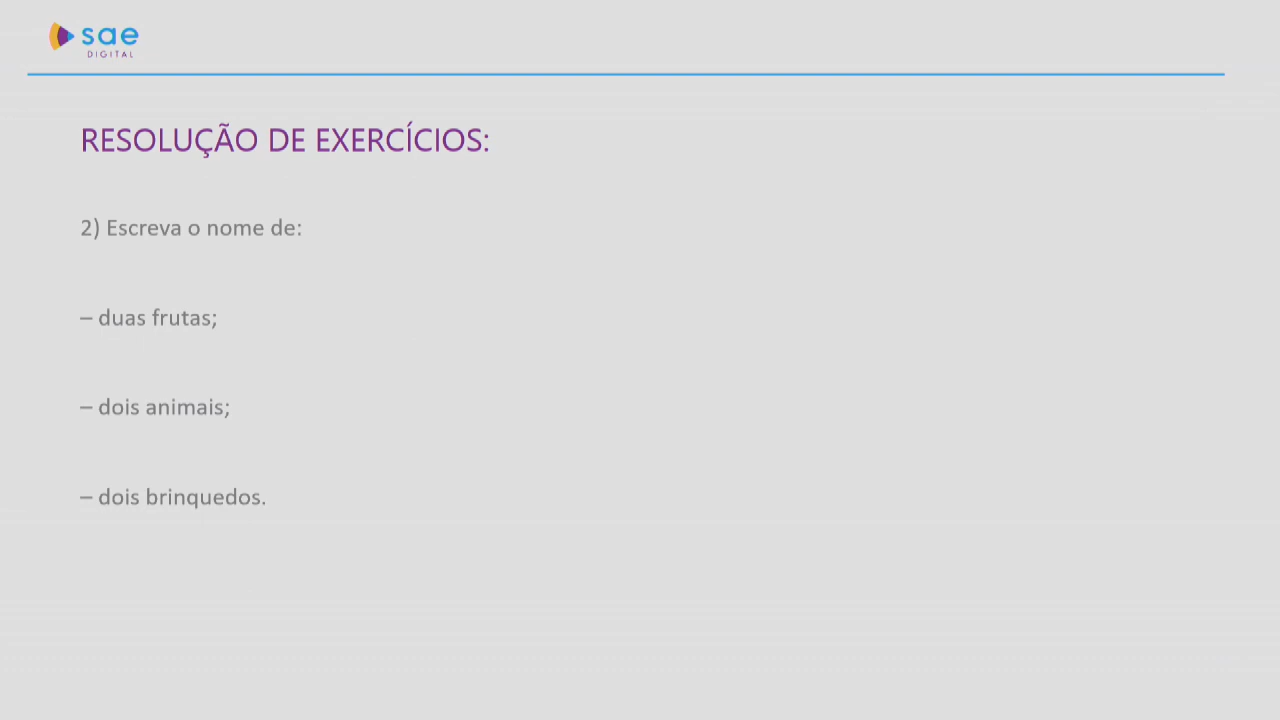 sae
DIGITAL
RESOLUÇÃO DE EXERCÍCIOS:
2) Escreva o nome de:
– duas frutas;
– dois animais;
– dois brinquedos.